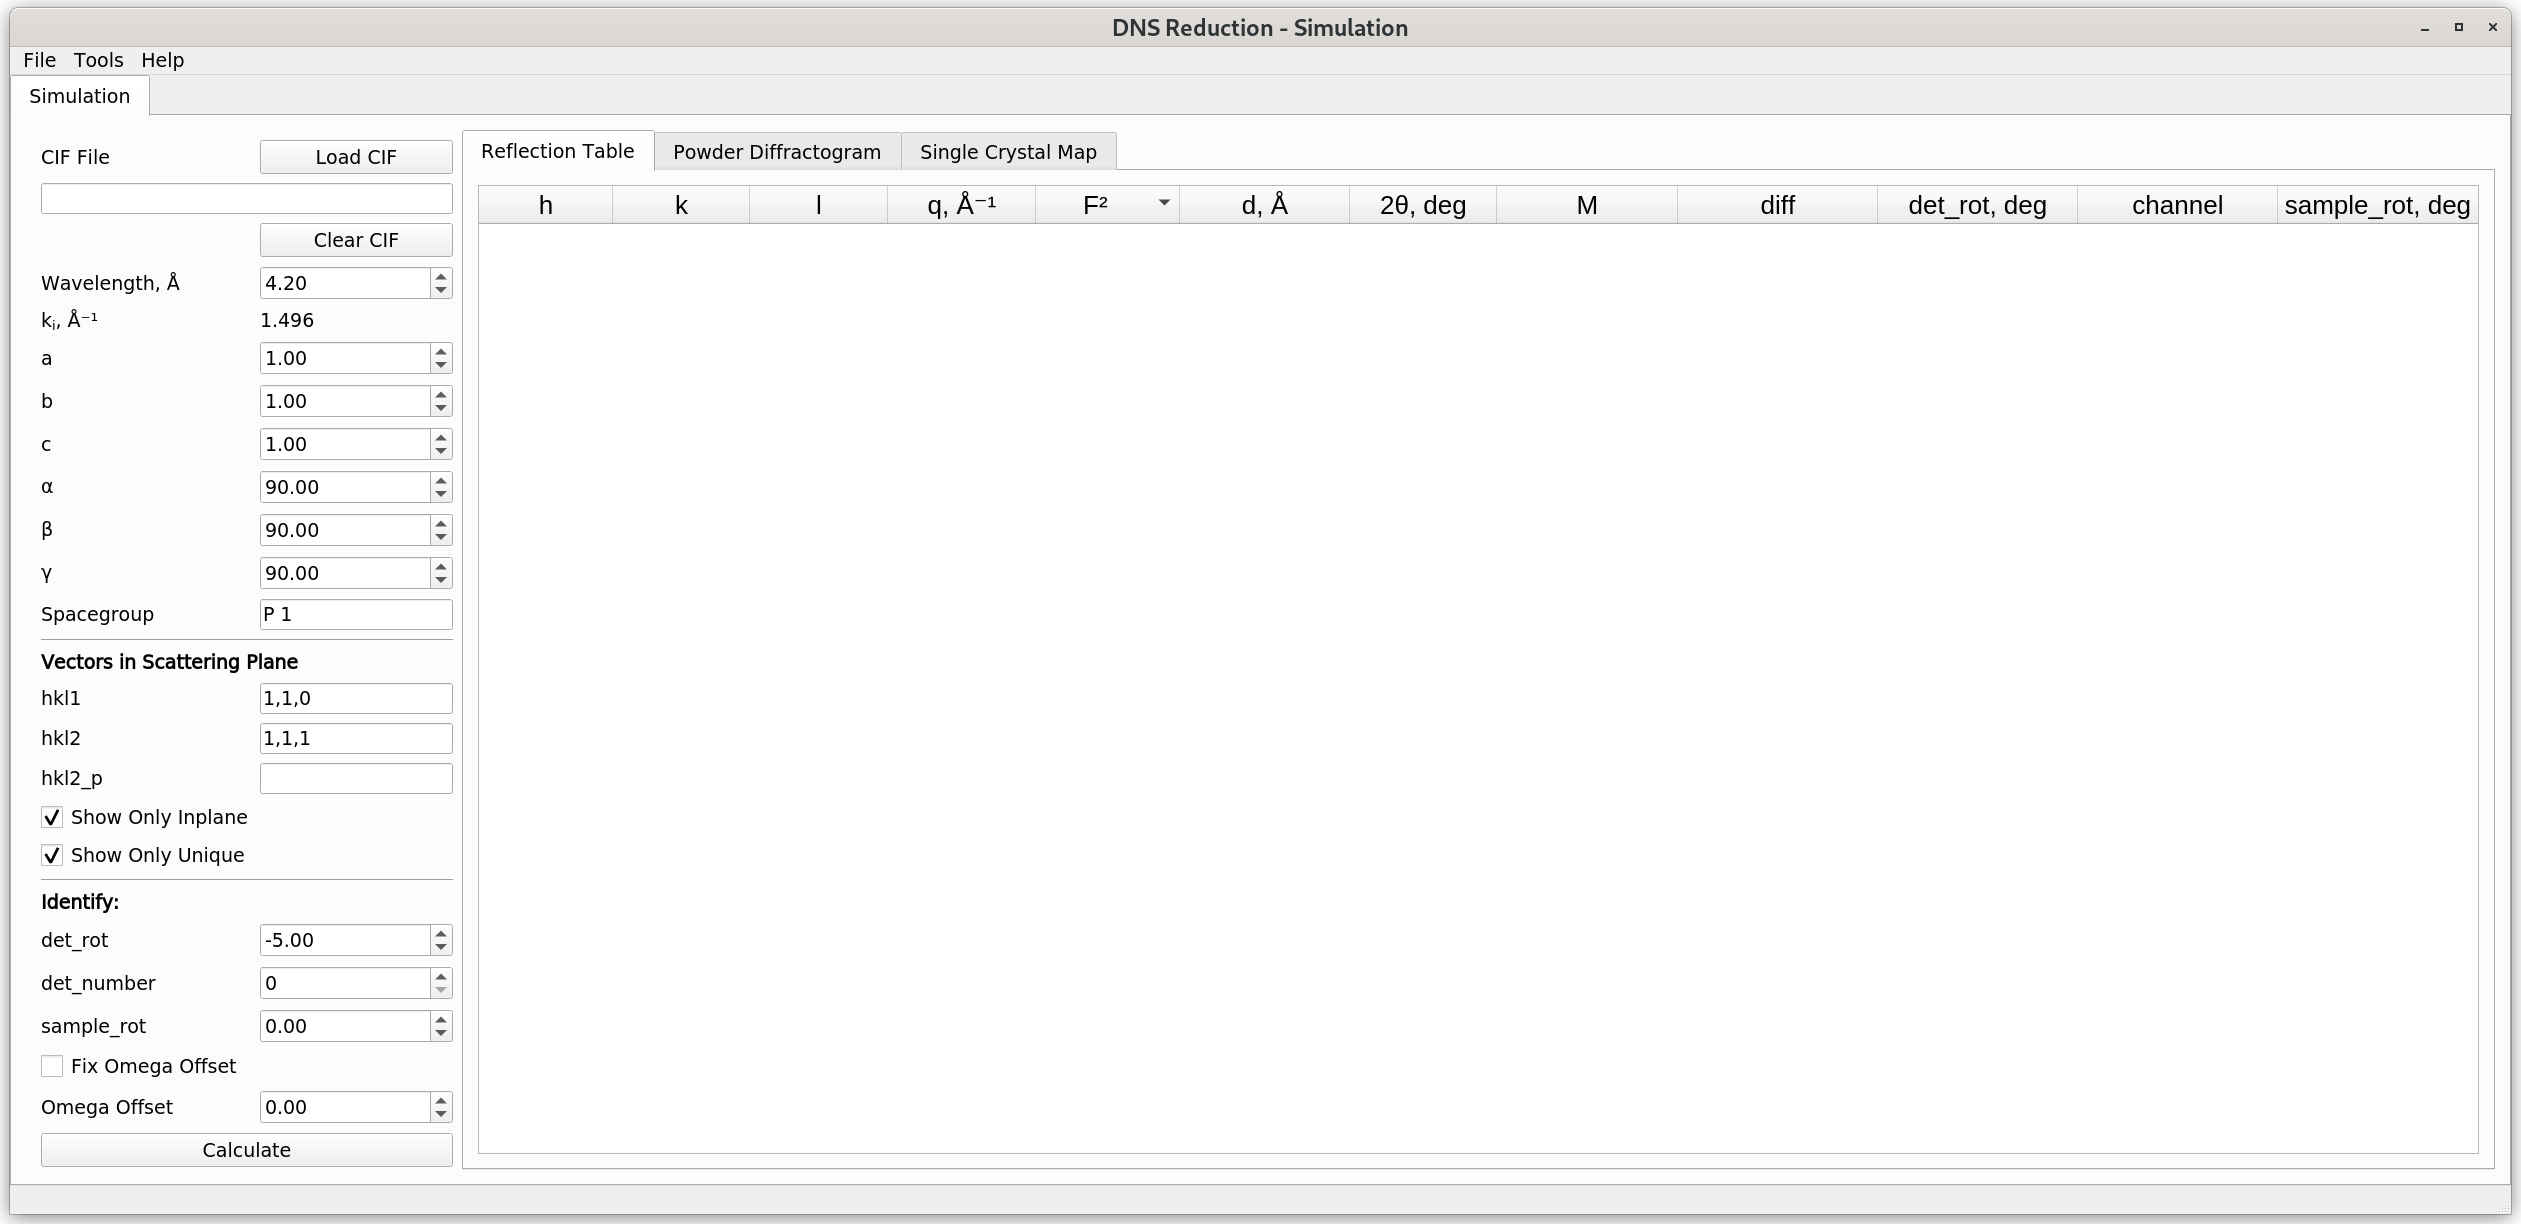 DNS Reduction - Simulation
File Tools Help
Simulation
CIF File Load CIF
Clear CIF
Wavelength, Å 4.20
kᵢ, Å⁻¹ 1.496
a 1.00
b 1.00
c 1.00
α 90.00
β 90.00
γ 90.00
Spacegroup P 1
Vectors in Scattering Plane
hkl1 1,1,0
hkl2 1,1,1
hkl2_p
Show Only Inplane
Show Only Unique
Identify:
det_rot -5.00
det_number 0
sample_rot 0.00
Fix Omega Offset
Omega Offset 0.00
Calculate
Reflection Table Powder Diffractogram Single Crystal Map
h k l q, Å⁻¹ F² d, Å 2θ, deg M diff det_rot, deg channel sample_rot, deg